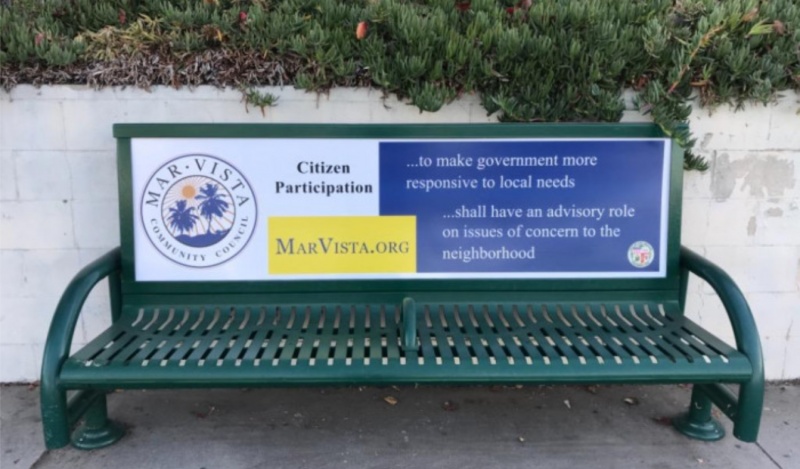 MAR · VISTA
COMMUNITY COUNCIL
Citizen
Participation
MARVISTA.ORG
...to make government more
responsive to local needs
...shall have an advisory role
on issues of concern to the
neighborhood